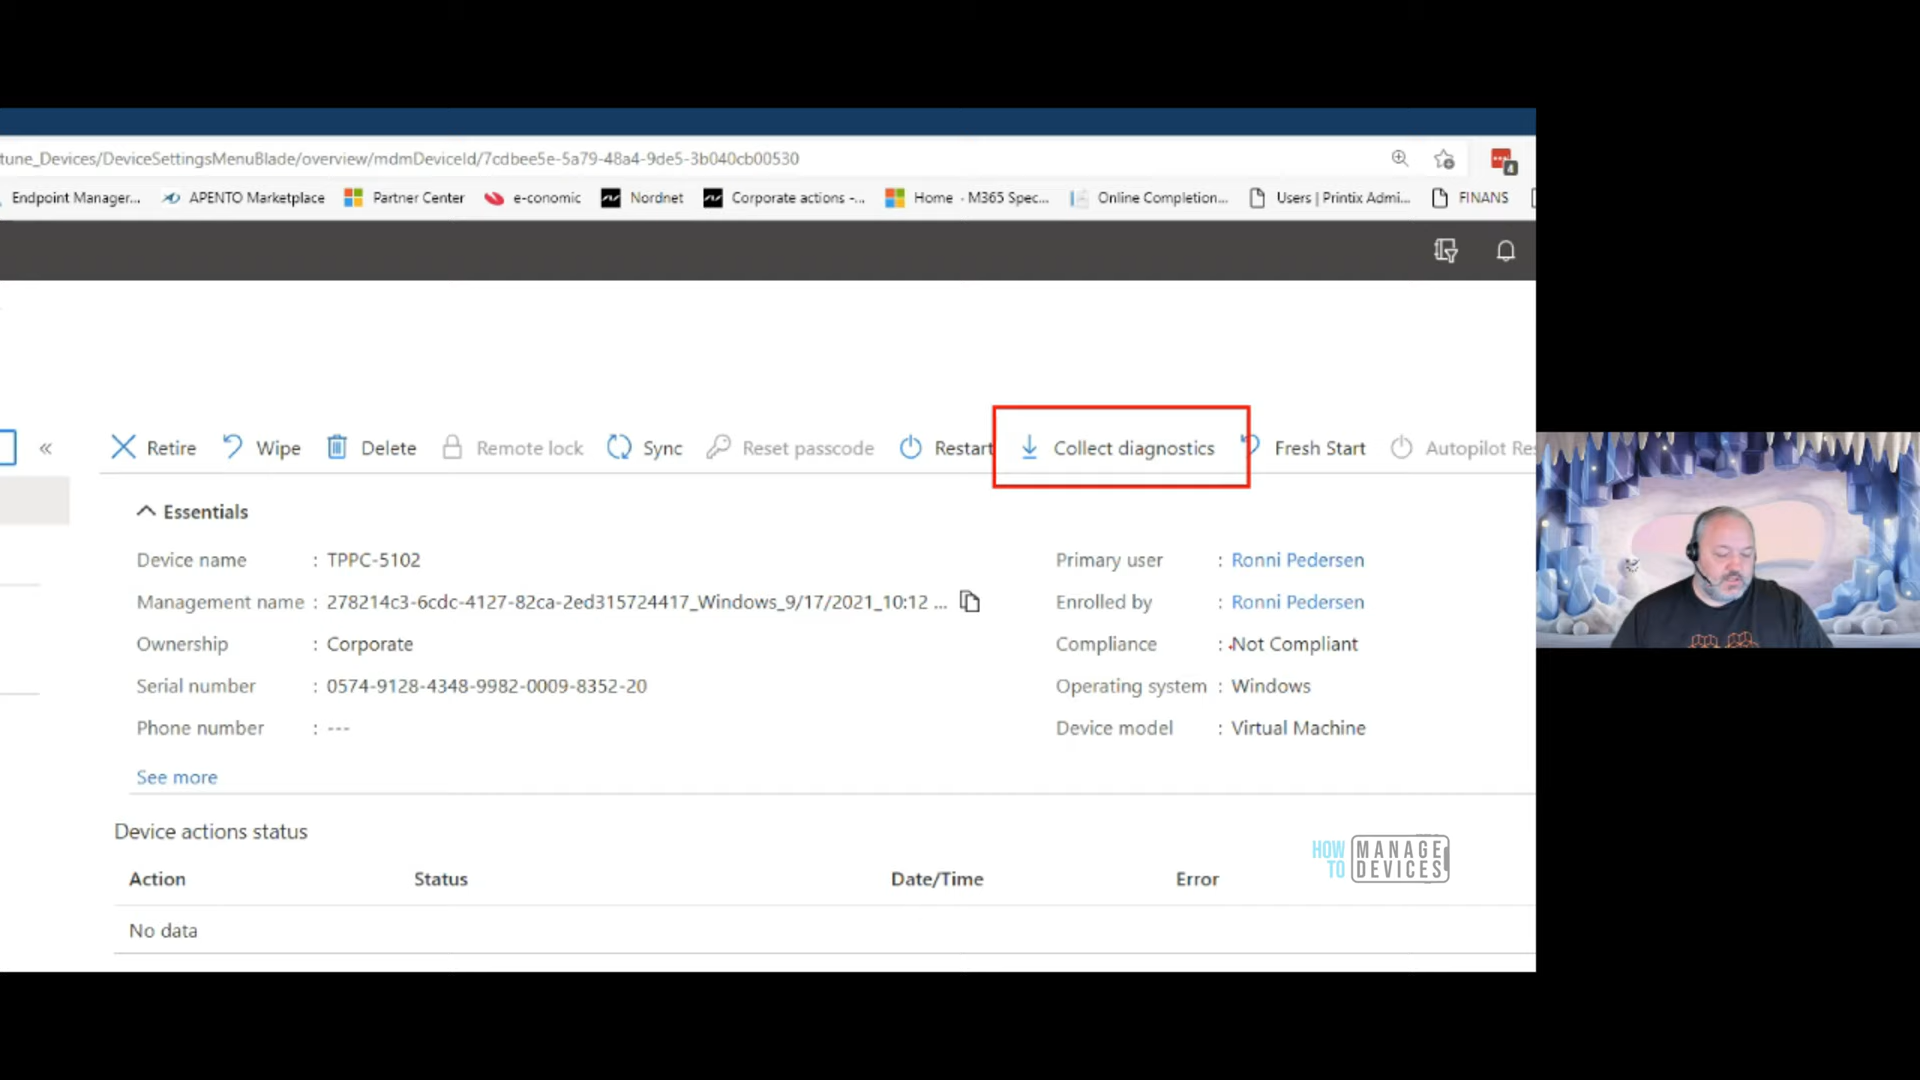 tune_Devices/DeviceSettingsMenuBlade/overview/mdmDeviceId/7cdbee5e-5a79-48a4-9de5-3b040cb00530
4
Endpoint Manager... APENTO Marketplace Partner Center e-conomic Nordnet Corporate actions -... Home - M365 Spec... Online Completion... Users | Printix Admi... FINANS
« Retire Wipe Delete Remote lock Sync Reset passcode Restart Collect diagnostics Fresh Start Autopilot Res
Essentials
Device name : TPPC-5102 Primary user : Ronni Pedersen
Management name : 278214c3-6cdc-4127-82ca-2ed315724417_Windows_9/17/2021_10:12 ... Enrolled by : Ronni Pedersen
Ownership : Corporate Compliance : Not Compliant
Serial number : 0574-9128-4348-9982-0009-8352-20 Operating system : Windows
Phone number : --- Device model : Virtual Machine
See more
Device actions status
HOW TO MANAGE DEVICES
Action Status Date/Time Error
No data